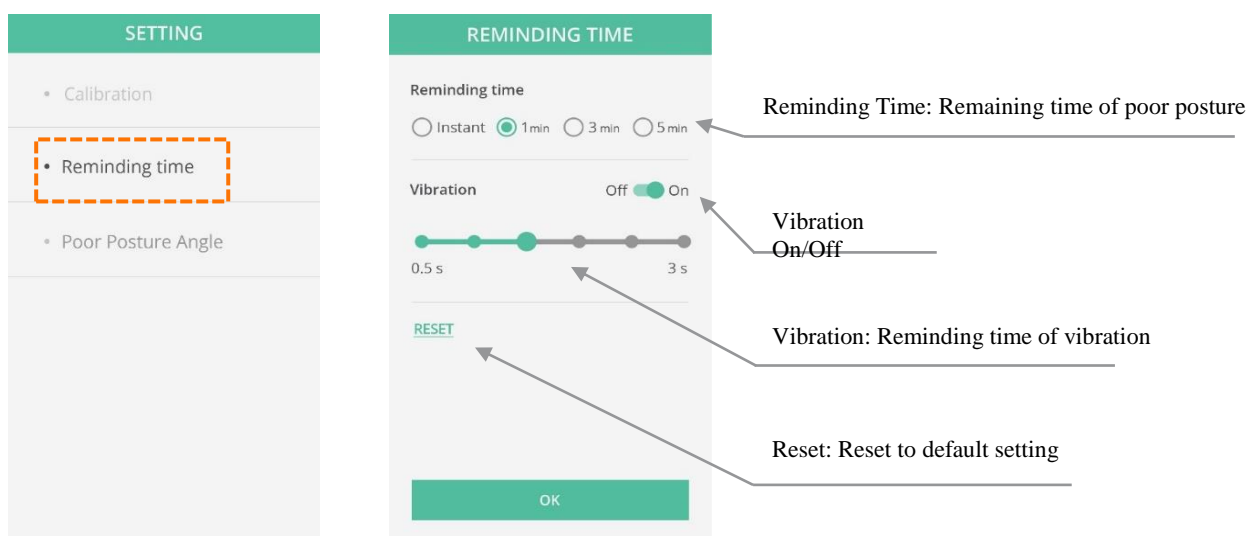 SETTING
• Calibration
• Reminding time
• Poor Posture Angle
REMINDING TIME
Reminding time
Instant 1min 3 min 5 min
Vibration Off On
0.5 s 3 s
RESET
OK
Reminding Time: Remaining time of poor posture
Vibration
On/Off
Vibration: Reminding time of vibration
Reset: Reset to default setting